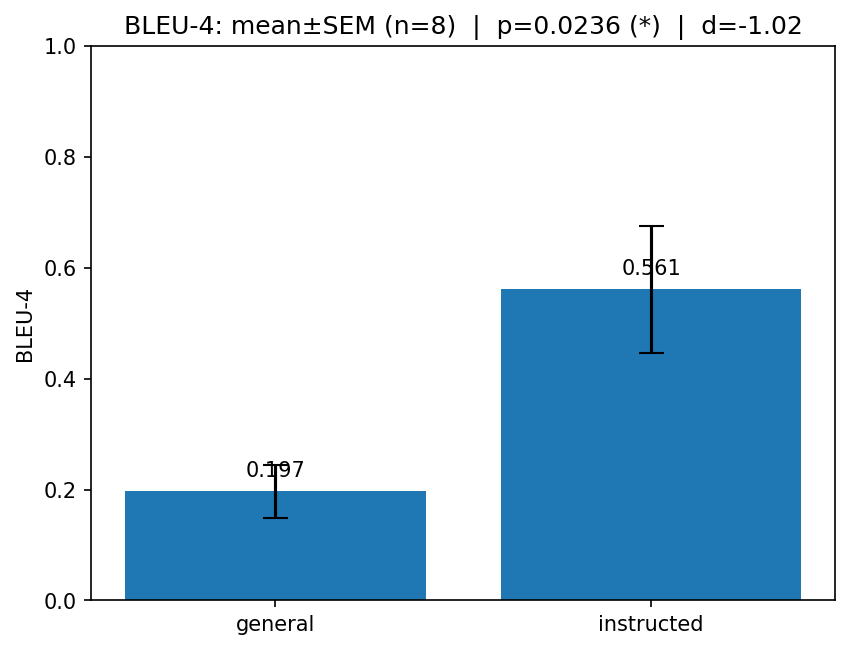 BLEU-4: mean±SEM (n=8)  |  p=0.0236 (*)  |  d=-1.02
1.0
0.8
0.6
0.4
0.2
0.0
BLEU-4
0.197
0.561
general
instructed